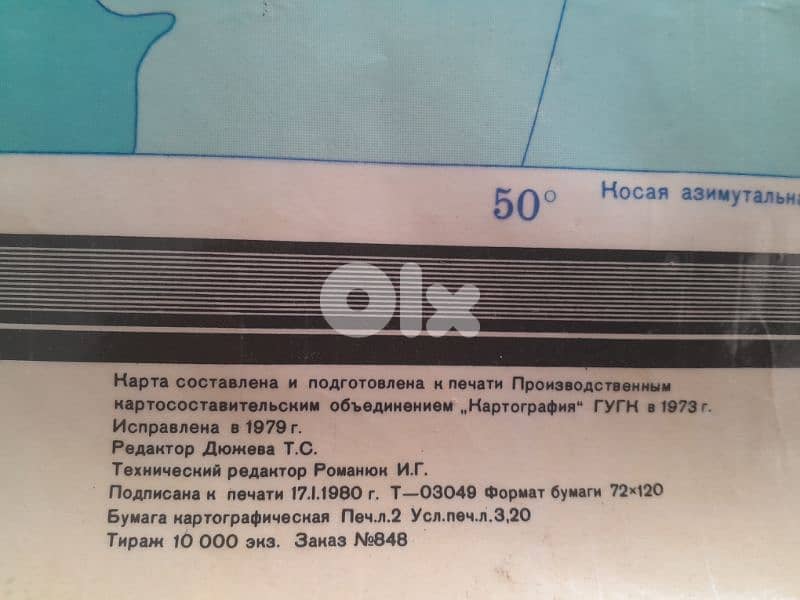 50° Косая азимутальна
olx
Карта составлена и подготовлена к печати Производственным
картосоставительским объединением „Картография“ ГУГК в 1973 г.
Исправлена в 1979 г.
Редактор Дюжева Т.С.
Технический редактор Романюк И.Г.
Подписана к печати 17.I.1980 г. Т—03049 Формат бумаги 72×120
Бумага картографическая Печ.л.2 Усл.печ.л.3,20
Тираж 10 000 экз. Заказ №848